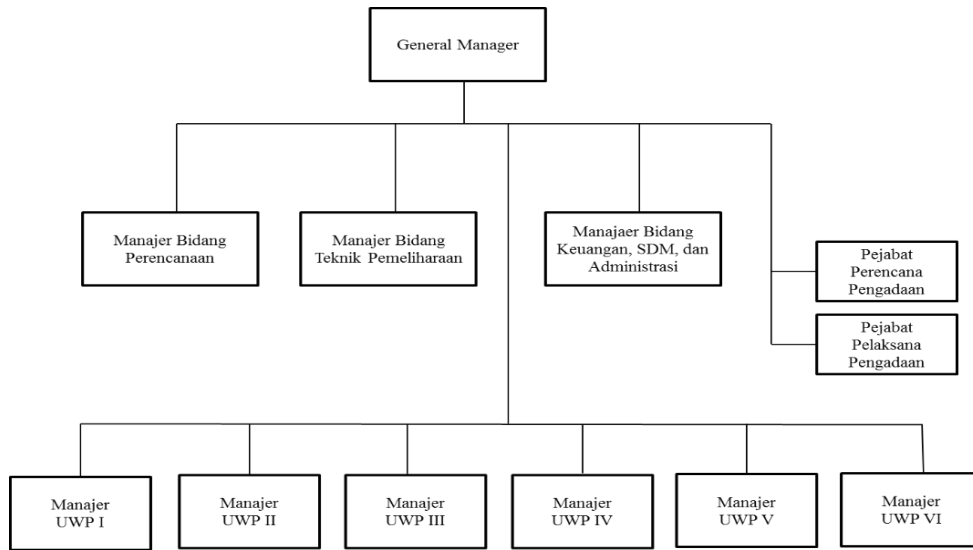 General Manager
Manajer Bidang
Perencanaan
Manajer Bidang
Teknik Pemeliharaan
Manajaer Bidang
Keuangan, SDM, dan
Administrasi
Pejabat
Perencana
Pengadaan
Pejabat
Pelaksana
Pengadaan
Manajer
UWP I
Manajer
UWP II
Manajer
UWP III
Manajer
UWP IV
Manajer
UWP V
Manajer
UWP VI